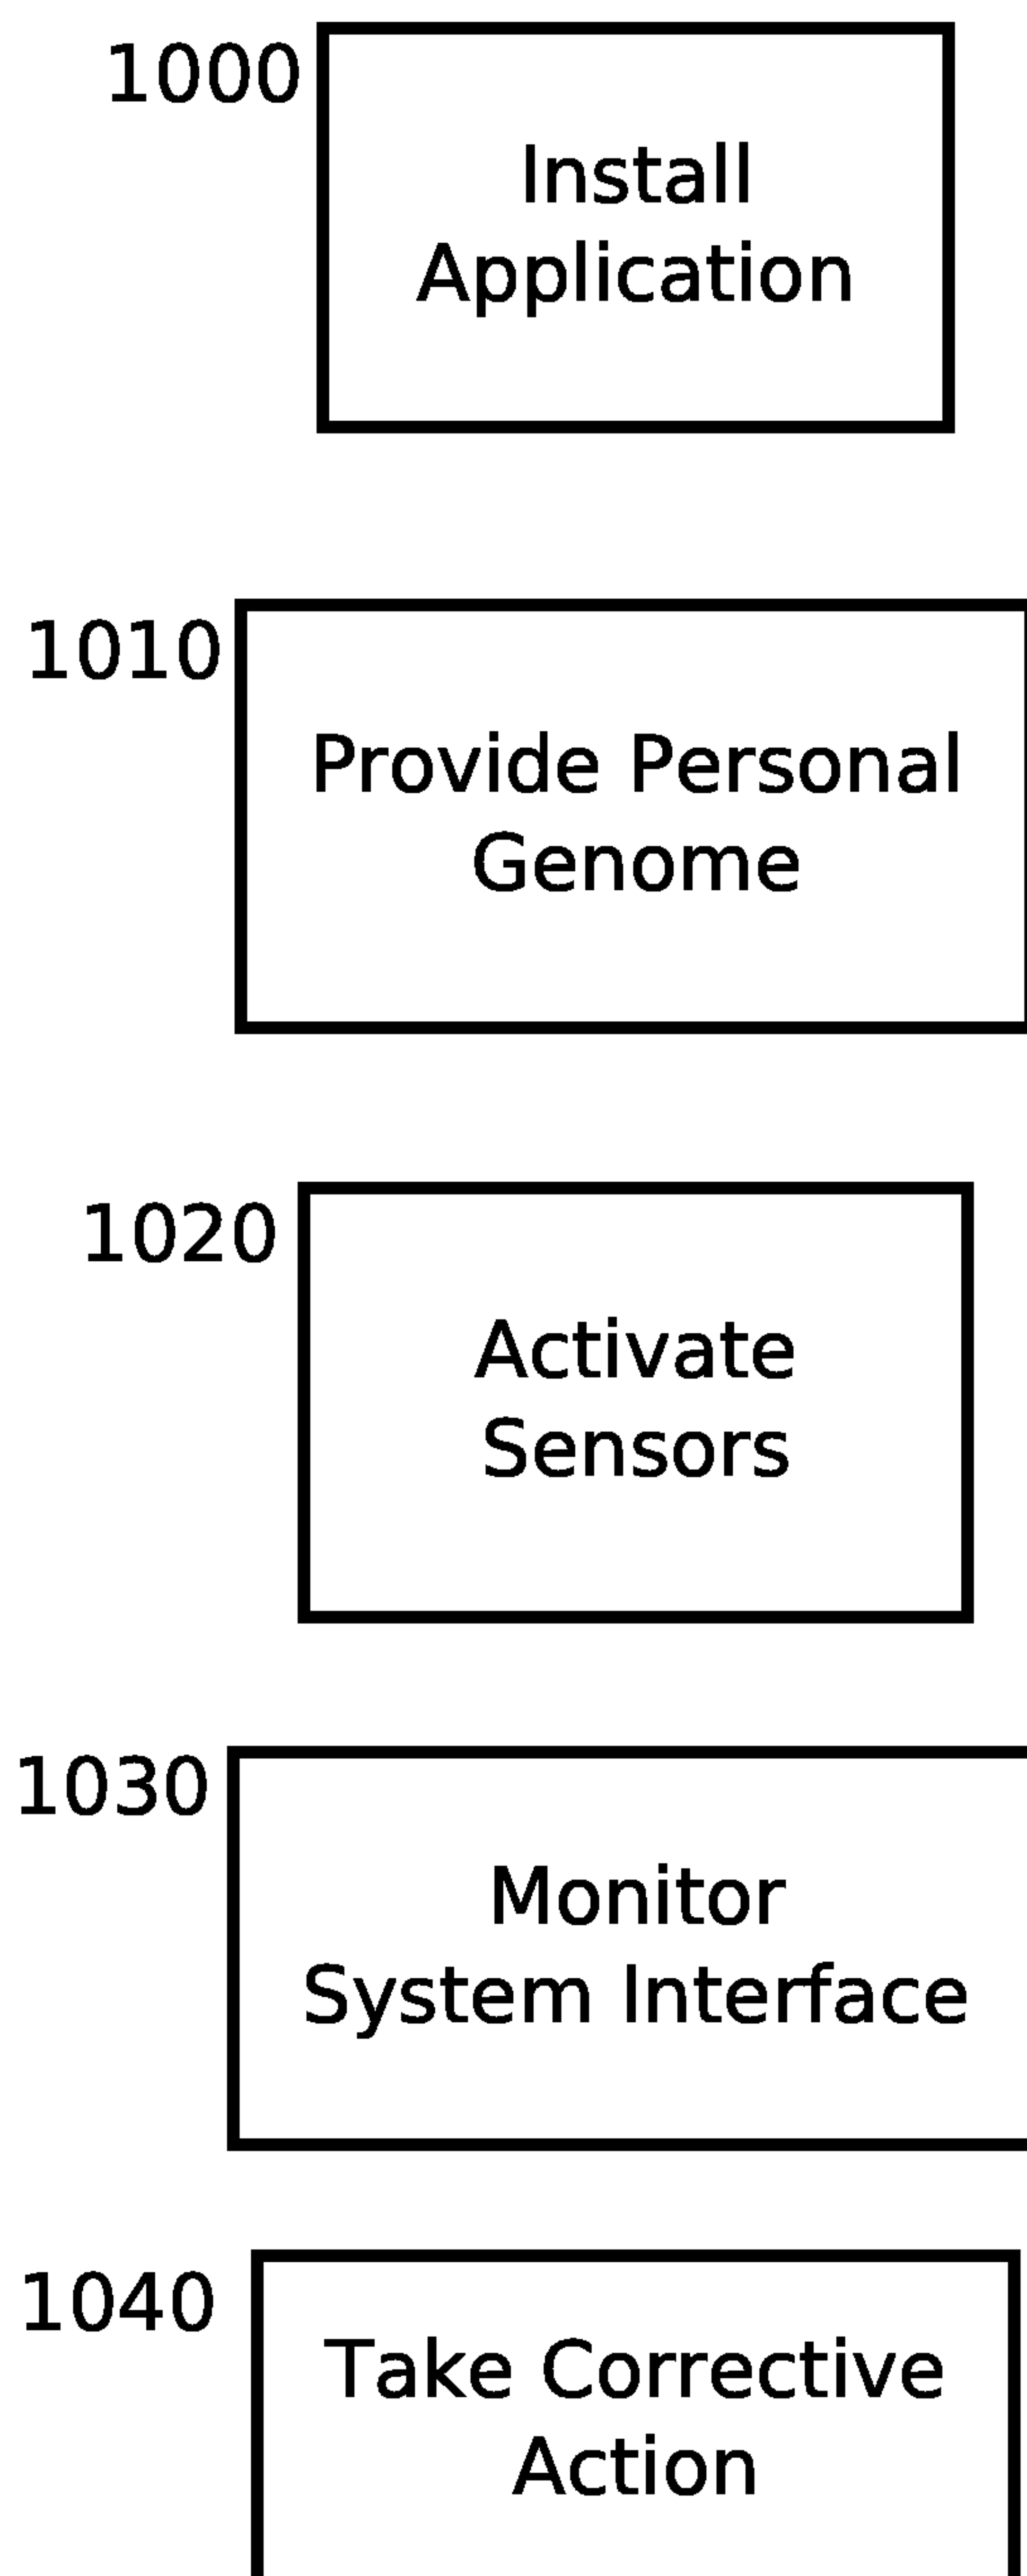 1000
Install
Application
1010
Provide Personal
Genome
1020
Activate
Sensors
1030
Monitor
System Interface
1040
Take Corrective
Action